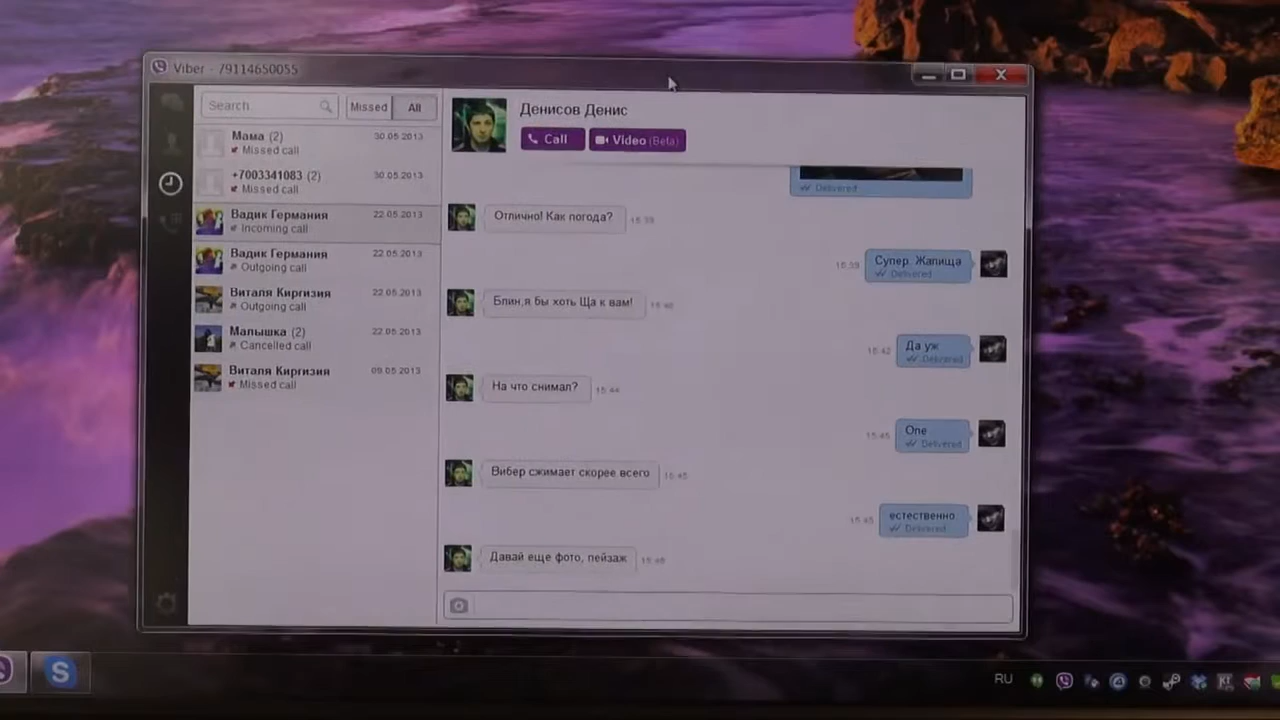 Viber - 79114650055
Search
Missed
All
Мама (2)
30.05.2013
Missed call
+7003341083 (2)
30.05.2013
Missed call
Вадик Германия
22.05.2013
Incoming call
Вадик Германия
22.05.2013
Outgoing call
Виталя Киргизия
22.05.2013
Outgoing call
Малышка (2)
22.05.2013
Cancelled call
Виталя Киргизия
09.05.2013
Missed call
Денисов Денис
Call
Video (Beta)
Delivered
Отлично! Как погода?
15:39
15:39
Супер. Жапища
Delivered
Блин,я бы хоть Ща к вам!
15:40
15:42
Да уж
Delivered
На что снимал?
15:44
15:45
One
Delivered
Вибер сжимает скорее всего
15:45
15:45
естественно
Delivered
Давай еще фото, пейзаж
RU